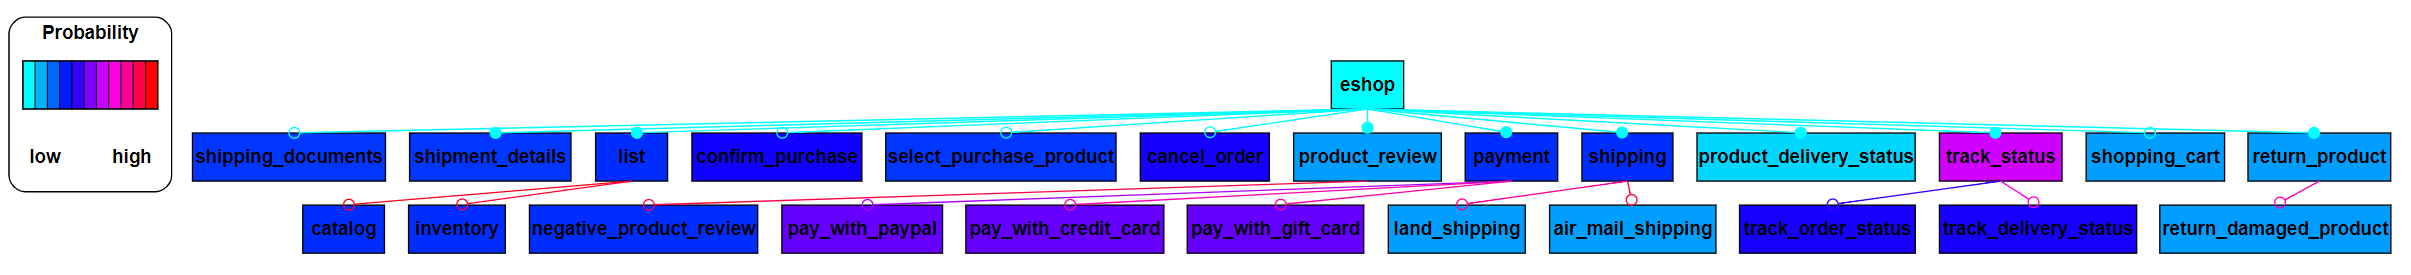 Probability
low high
eshop
shipping_documents shipment_details list confirm_purchase select_purchase_product cancel_order product_review payment shipping product_delivery_status track_status shopping_cart return_product
catalog inventory negative_product_review pay_with_paypal pay_with_credit_card pay_with_gift_card land_shipping air_mail_shipping track_order_status track_delivery_status return_damaged_product